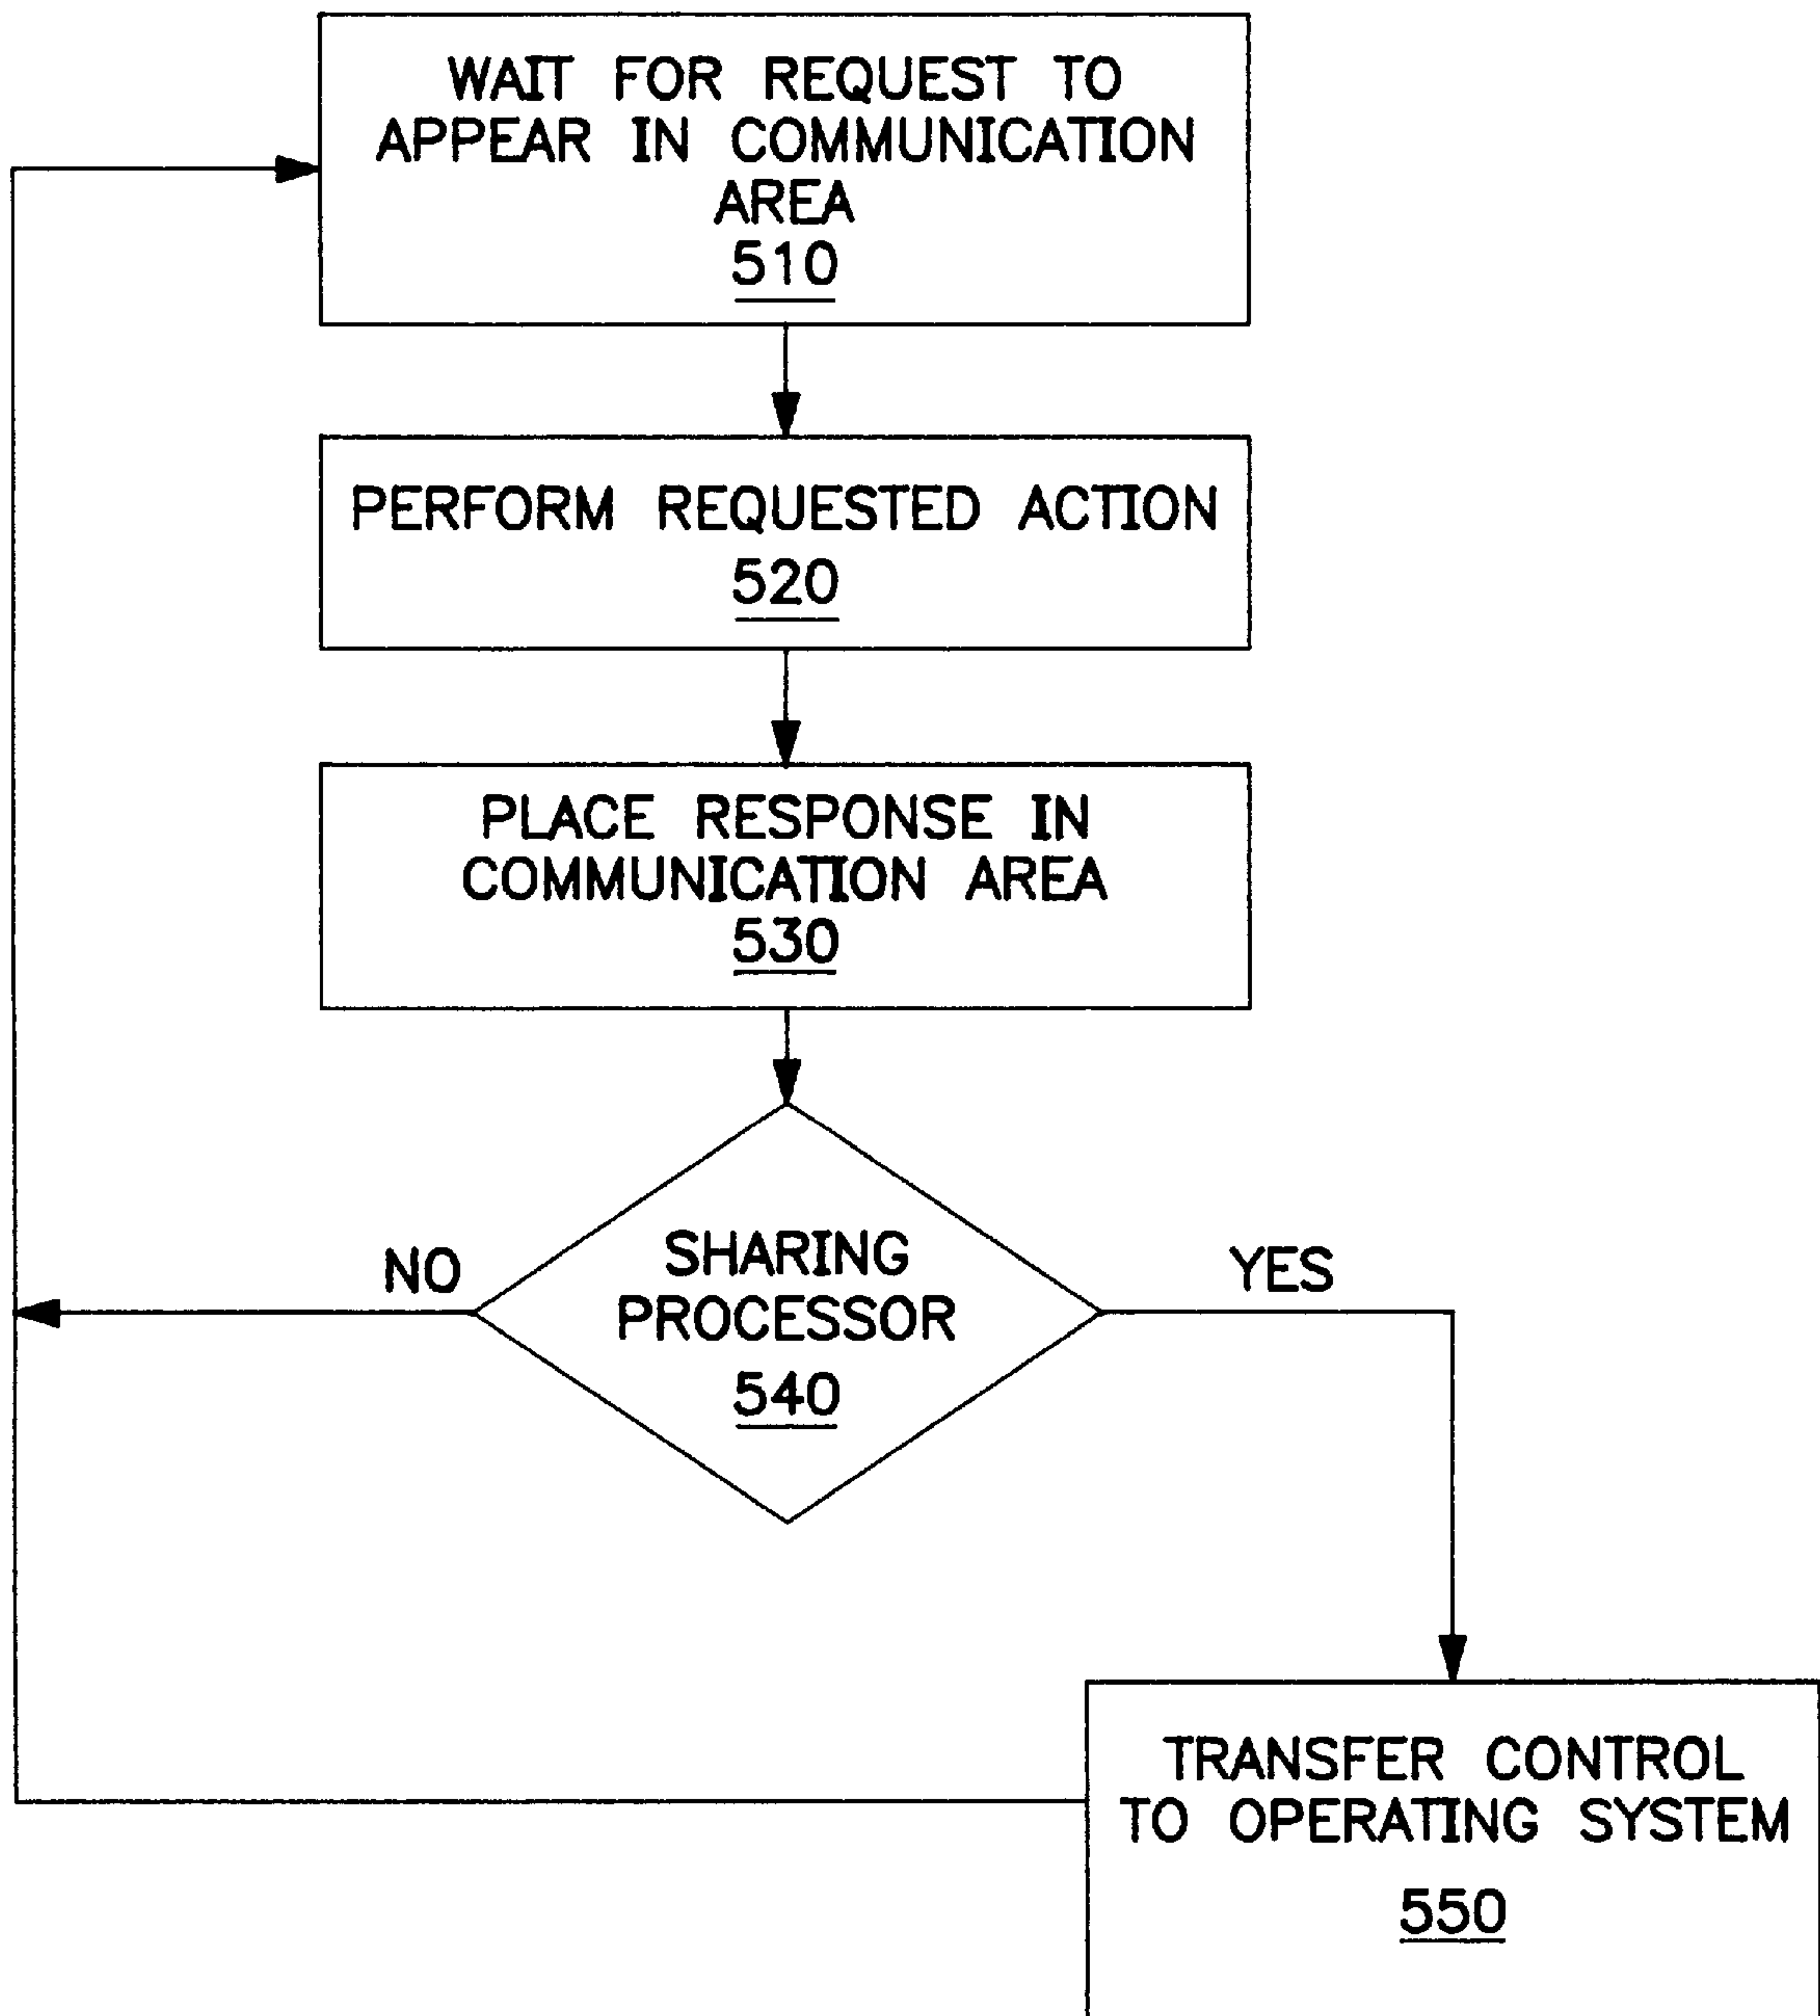 WAIT FOR REQUEST TO
APPEAR IN COMMUNICATION
AREA
510
PERFORM REQUESTED ACTION
520
PLACE RESPONSE IN
COMMUNICATION AREA
530
NO
SHARING
PROCESSOR
540
YES
TRANSFER CONTROL
TO OPERATING SYSTEM
550